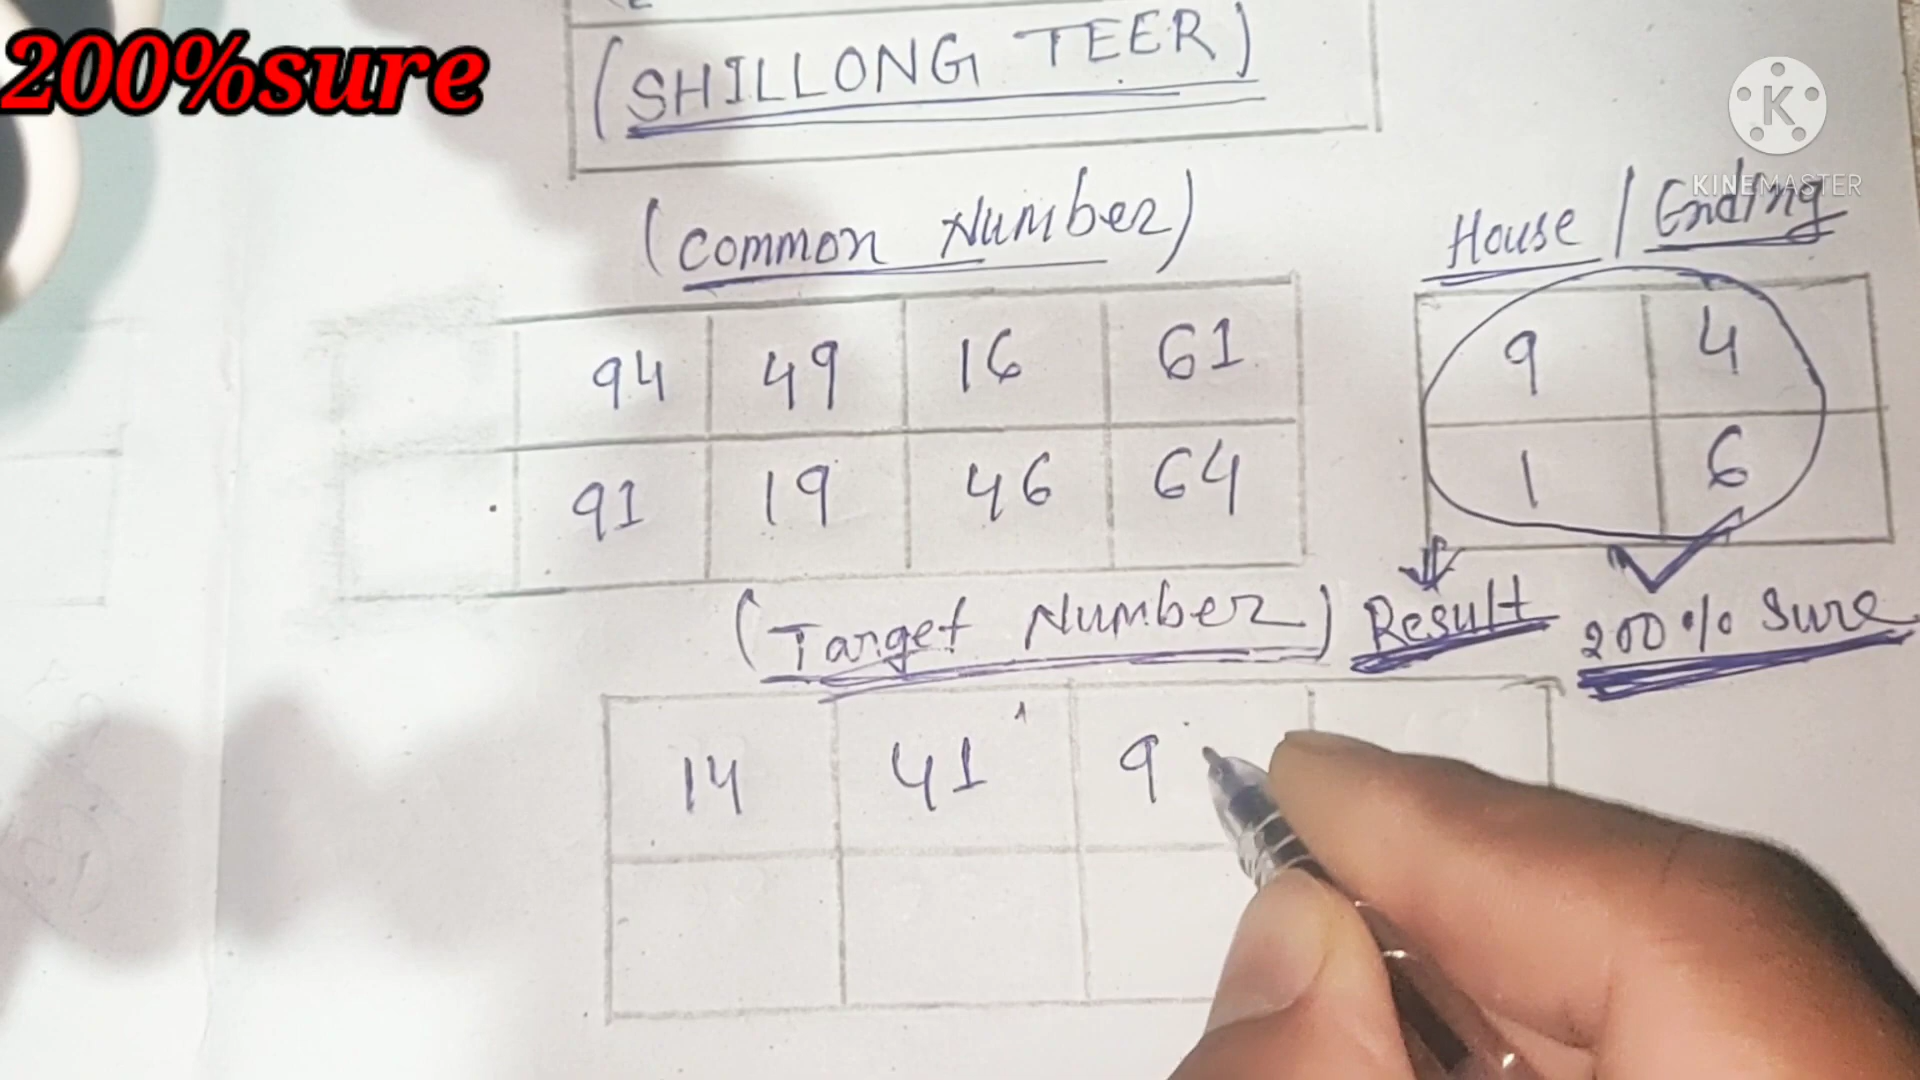 200%sure
(SHILLONG TEER)
K
KINEMASTER
(Common Number)
House / Ending
94 49 16 61
91 19 46 64
9 4
1 6
(Target Number)
Result 200% Sure
14 41 9